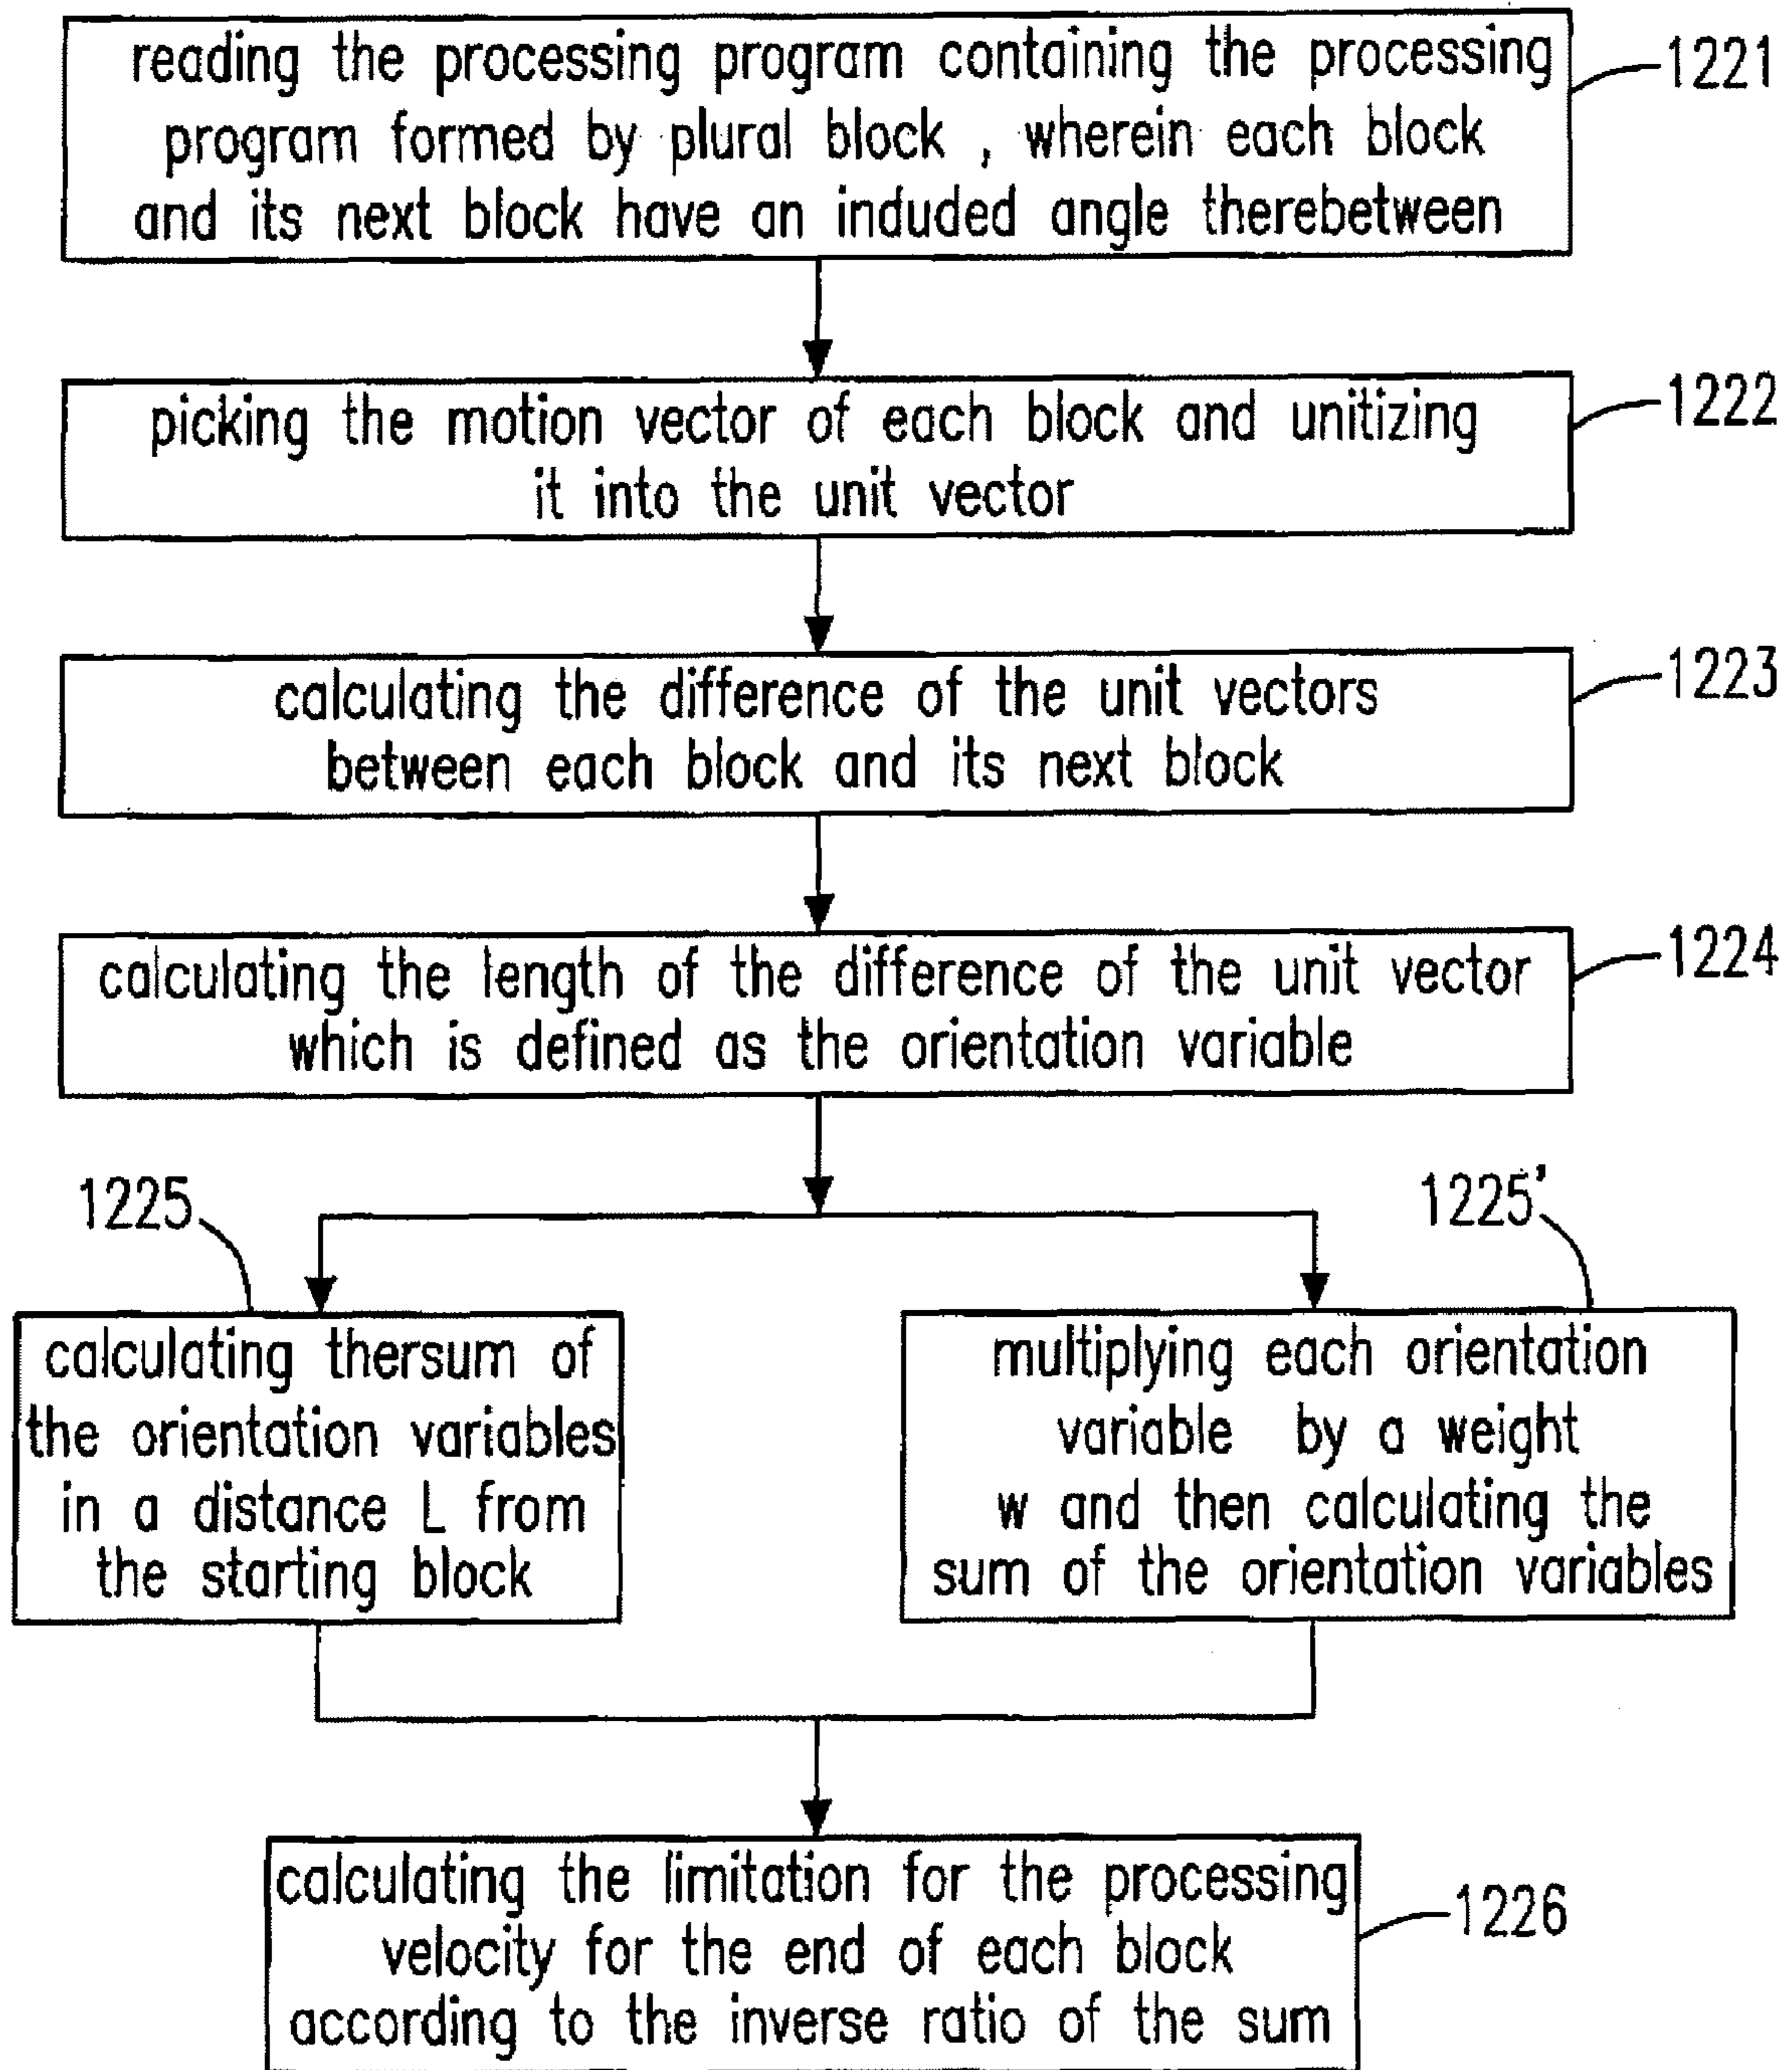 reading the processing program containing the processing
program formed by plural block , wherein each block
and its next block have an induded angle therebetween
1221
picking the motion vector of each block and unitizing
it into the unit vector
1222
calculating the difference of the unit vectors
between each block and its next block
1223
calculating the length of the difference of the unit vector
which is defined as the orientation variable
1224
1225
calculating thersum of
the orientation variables
in a distance L from
the starting block
1225'
multiplying each orientation
variable by a weight
w and then calculating the
sum of the orientation variables
calculating the limitation for the processing
velocity for the end of each block
according to the inverse ratio of the sum
1226